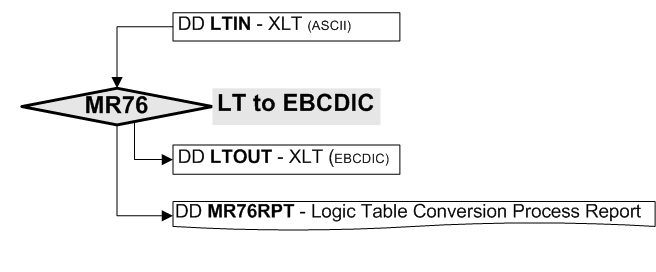 DD LTIN - XLT (ASCII)
MR76
LT to EBCDIC
DD LTOUT - XLT (EBCDIC)
DD MR76RPT - Logic Table Conversion Process Report